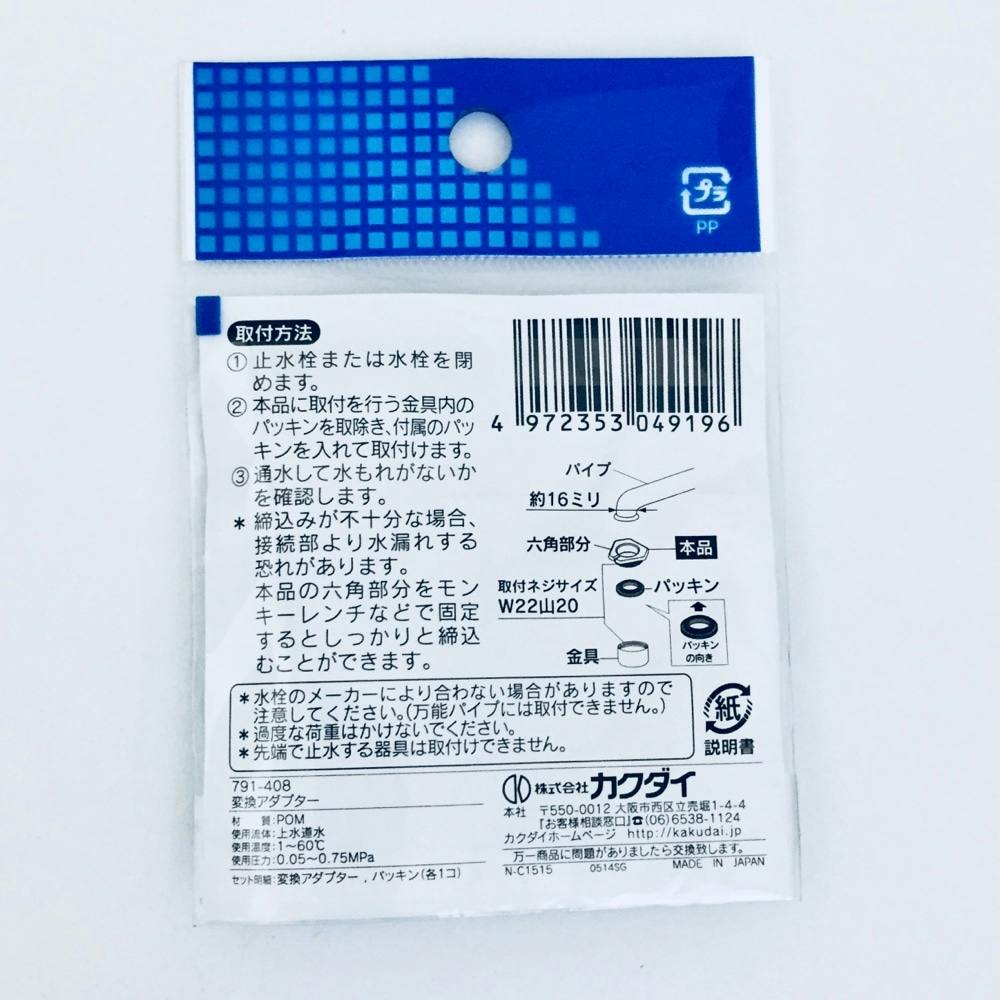 プラ
PP
取付方法
① 止水栓または水栓を閉
めます。
② 本品に取付を行う金具内の
パッキンを取除き、付属のパッ
キンを入れて取付けます。
③ 通水して水もれがないか
を確認します。
* 締込みが不十分な場合、
接続部より水漏れする
恐れがあります。
本品の六角部分をモン
キーレンチなどで固定
するとしっかりと締込
むことができます。
4 972353 049196
パイプ
約16ミリ
六角部分
本品
取付ネジサイズ
W22山20
パッキン
パッキン
の向き
金具
*水栓のメーカーにより合わない場合がありますので
注意してください。(万能パイプには取付できません。)
*過度な荷重はかけないでください。
*先端で止水する器具は取付けできません。
紙
説明書
791-408
変換アダプター
材 質:POM
使用流体:上水道水
使用温度:1~60℃
使用圧力:0.05~0.75MPa
セット明細:変換アダプター,パッキン(各1コ)
株式会社カクダイ
本社 〒550-0012 大阪市西区立売堀1-4-4
『お客様相談窓口』☎(06)6538-1124
カクダイホームページ http://kakudai.jp
万一商品に問題がありましたら交換致します。
N-C1515 0514SG MADE IN JAPAN